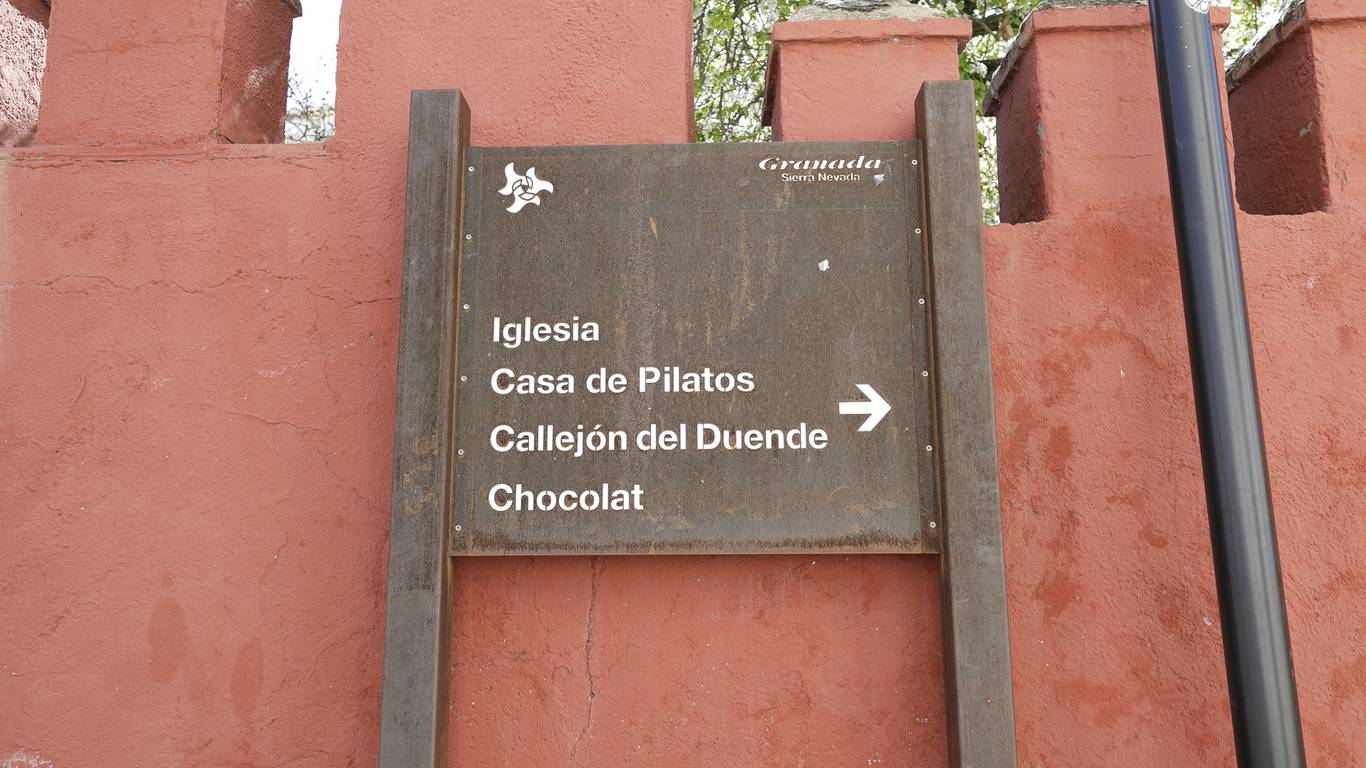 Granada
Sierra Nevada
Iglesia
Casa de Pilatos
Callejón del Duende
Chocolat